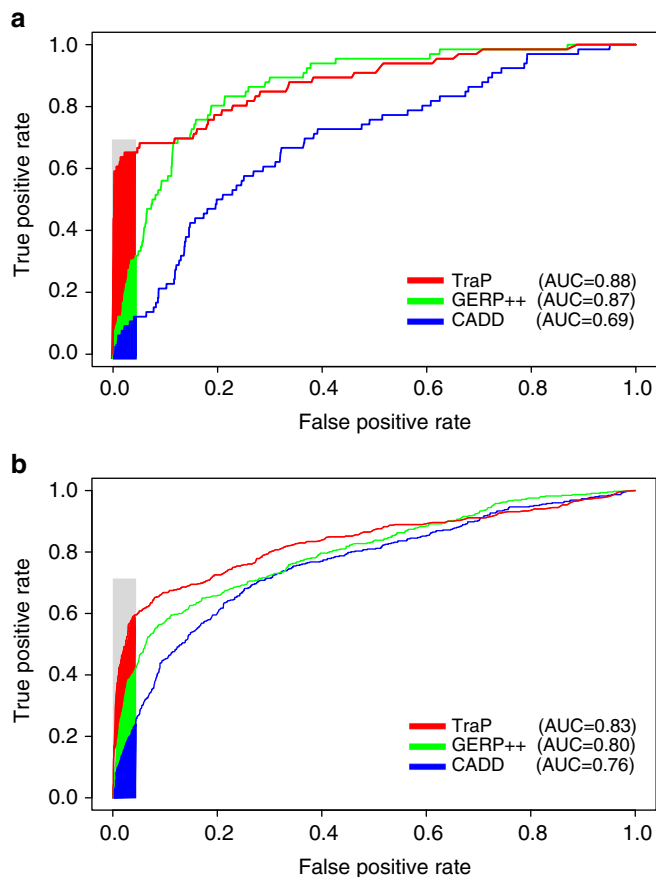 a
1.0
0.8
0.6
0.4
0.2
0.0
True positive rate
TraP (AUC=0.88)
GERP++ (AUC=0.87)
CADD (AUC=0.69)
0.0 0.2 0.4 0.6 0.8 1.0
False positive rate
b
1.0
0.8
0.6
0.4
0.2
0.0
True positive rate
TraP (AUC=0.83)
GERP++ (AUC=0.80)
CADD (AUC=0.76)
0.0 0.2 0.4 0.6 0.8 1.0
False positive rate